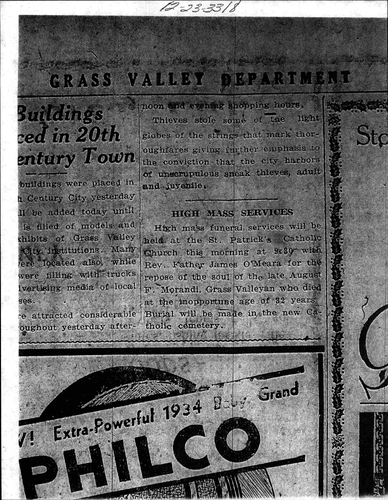 12-23-33/8
GRASS VALLEY DEPARTMENT
Buildings
ced in 20th
entury Town
buildings were placed in
h Century City yesterday
ll be added today until
is filled of models and
xhibits of Grass Valley
City institutions. Many
were located also, while
were filling with trucks
vertising media of local
ses.
re attracted considerable
oughout yesterday after-
noon and evening shopping hours.
Thieves stole some of the light
globes of the strings that mark thor-
oughfares giving further emphasis to
the conviction that the city harbors
of unscrupulous sneak thieves, adult
and juvenile.
HIGH MASS SERVICES
High mass funeral services will be
held at the St. Patrick's Catholic
Church this morning at 9:30 with
Rev. Father James O'Meara for the
repose of the soul of the late August
F. Morandi, Grass Valleyan who died
at the inopportune age of 32 years.
Burial will be made in the new Ca-
tholic cemetery.
Sto
W! Extra-Powerful 1934 Baby Grand
PHILCO